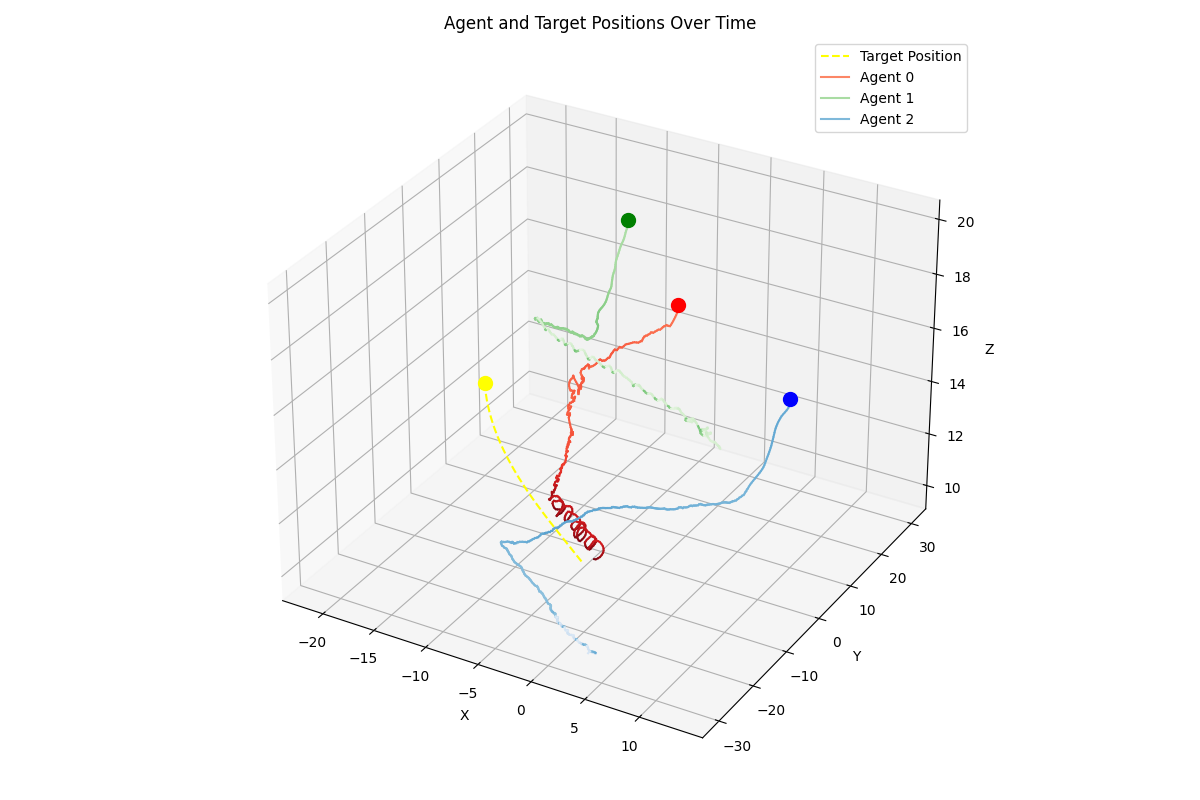 Agent and Target Positions Over Time
Target Position
Agent 0
Agent 1
Agent 2
20
18
16
Z
14
12
10
30
20
10
0
Y
−10
−20
−30
−20
−15
−10
−5
X
0
5
10